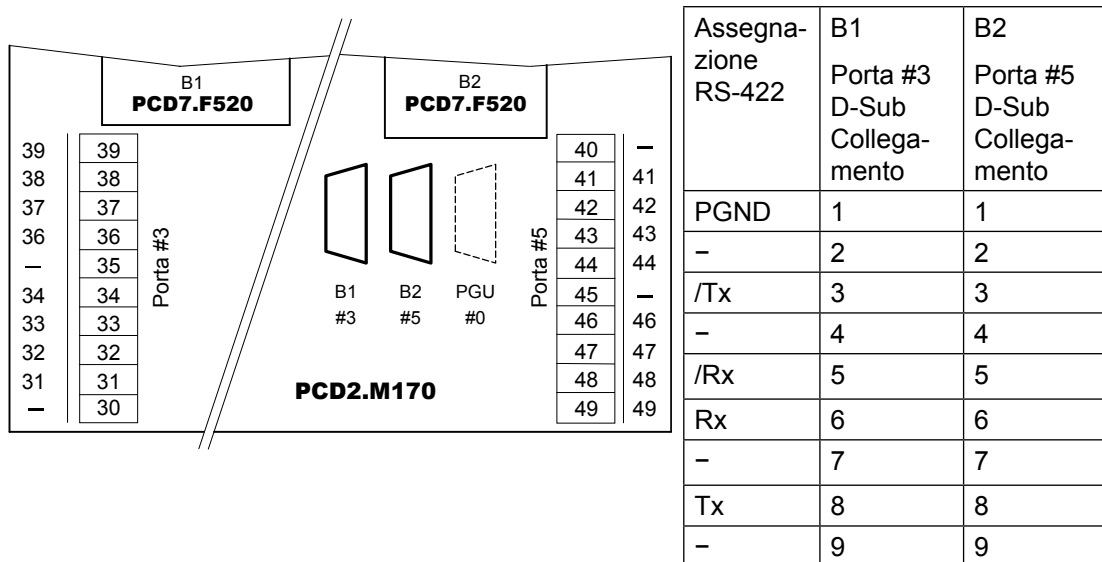 B1
PCD7.F520
B2
PCD7.F520
39 39
38 38
37 37
36 36
– 35
34 34
33 33
32 32
31 31
– 30
Porta #3
B1
#3
B2
#5
PGU
#0
PCD2.M170
Porta #5
40 –
41 41
42 42
43 43
44 44
45 –
46 46
47 47
48 48
49 49
Assegna-
zione
RS-422
B1
Porta #3
D-Sub
Collega-
mento
B2
Porta #5
D-Sub
Collega-
mento
PGND 1 1
– 2 2
/Tx 3 3
– 4 4
/Rx 5 5
Rx 6 6
– 7 7
Tx 8 8
– 9 9